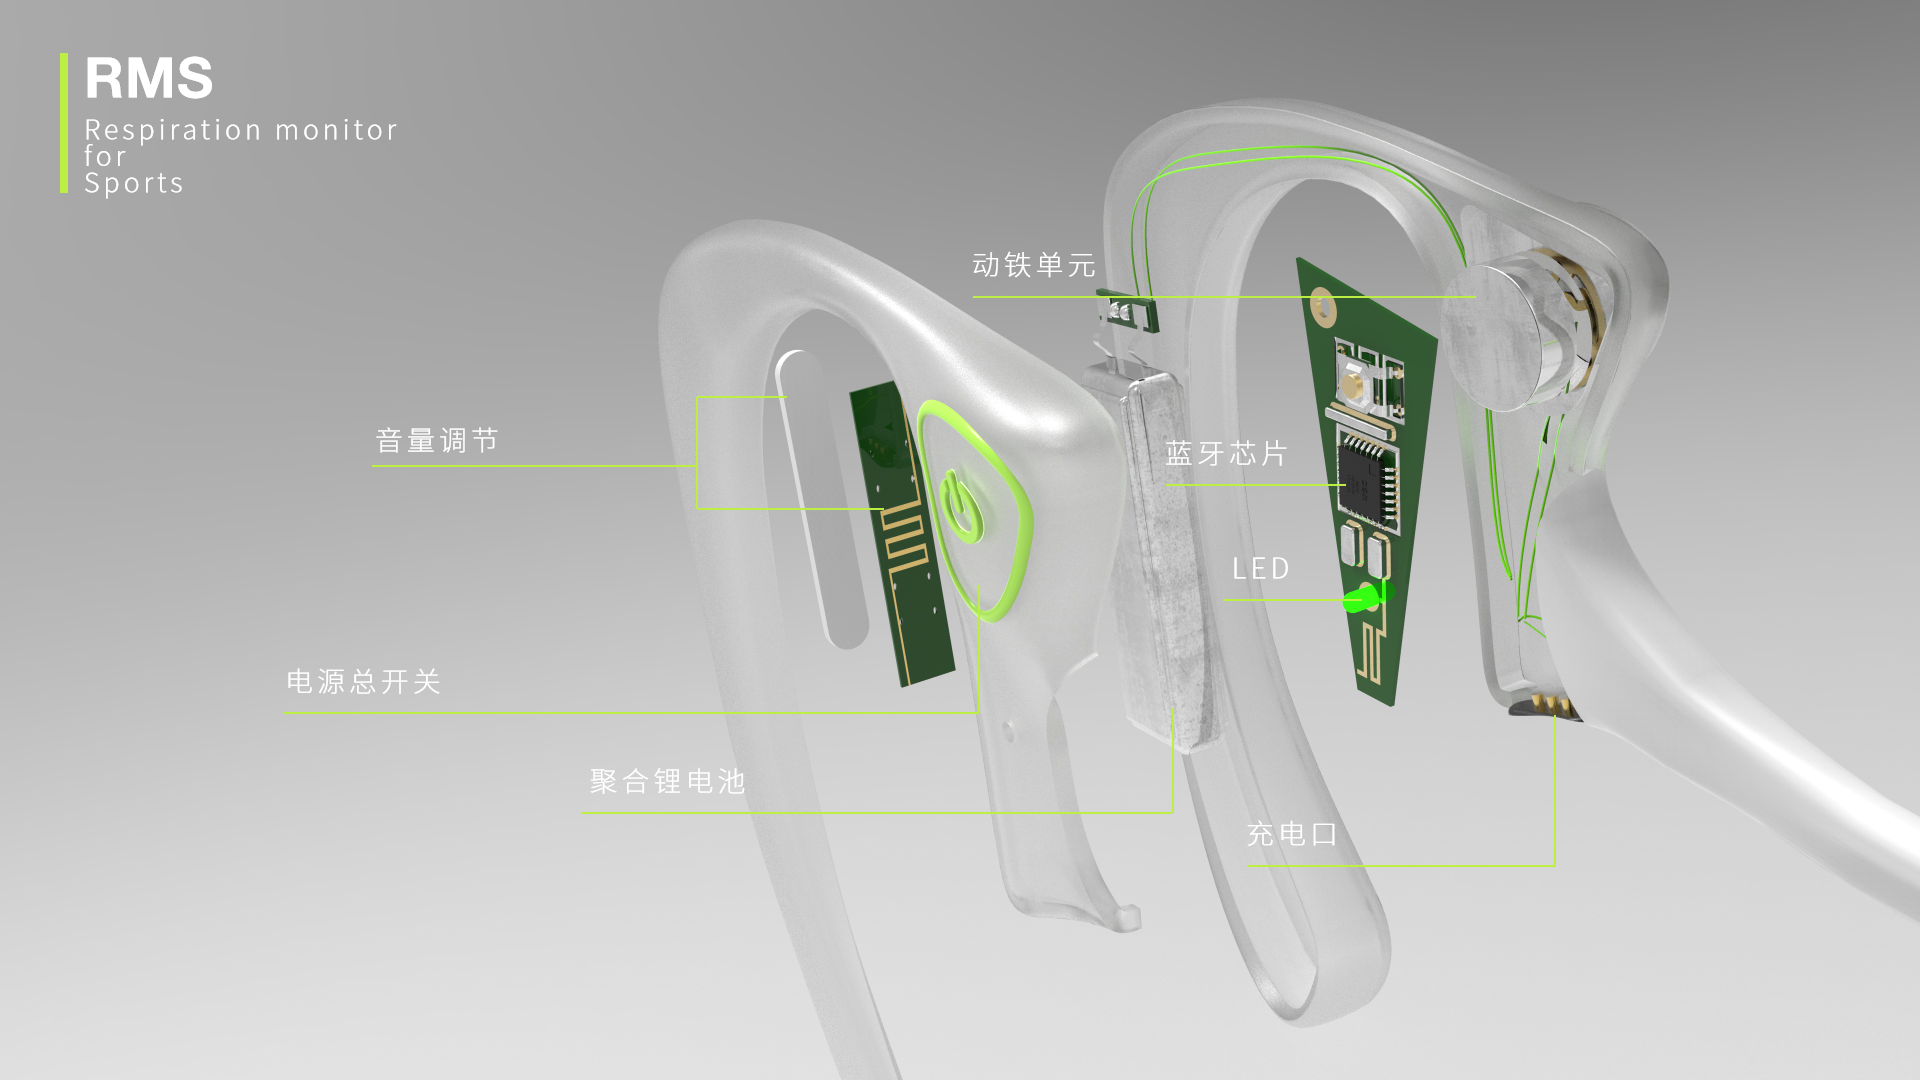 RMS
Respiration monitor
for
Sports
动铁单元
音量调节
蓝牙芯片
LED
电源总开关
聚合锂电池
充电口